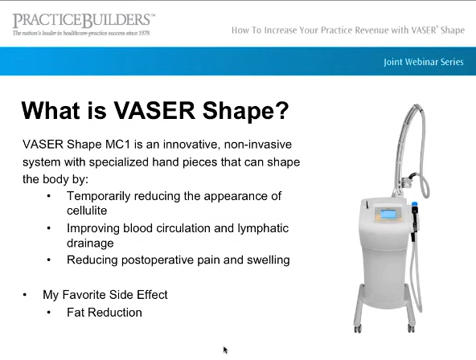 PRACTICEBUILDERS™
The nation's leader in healthcare-practice success since 1979
How To Increase Your Practice Revenue with VASER® Shape
Joint Webinar Series
What is VASER Shape?
VASER Shape MC1 is an innovative, non-invasive
system with specialized hand pieces that can shape
the body by:
• Temporarily reducing the appearance of
cellulite
• Improving blood circulation and lymphatic
drainage
• Reducing postoperative pain and swelling
• My Favorite Side Effect
• Fat Reduction